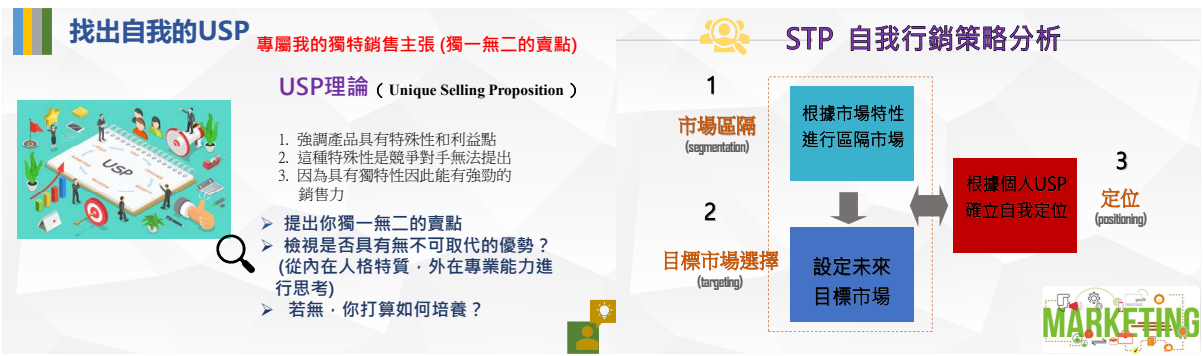 找出自我的USP
專屬我的獨特銷售主張 (獨一無二的賣點)
USP理論 ( Unique Selling Proposition )
USP
1. 強調產品具有特殊性和利益點
2. 這種特殊性是競爭對手無法提出
3. 因為具有獨特性因此能有強勁的
銷售力
➢ 提出你獨一無二的賣點
➢ 檢視是否具有無不可取代的優勢？
(從內在人格特質，外在專業能力進
行思考)
➢ 若無，你打算如何培養？
STP 自我行銷策略分析
1
市場區隔
(segmentation)
根據市場特性
進行區隔市場
2
目標市場選擇
(targeting)
設定未來
目標市場
根據個人USP
確立自我定位
3
定位
(positioning)
MARKETING